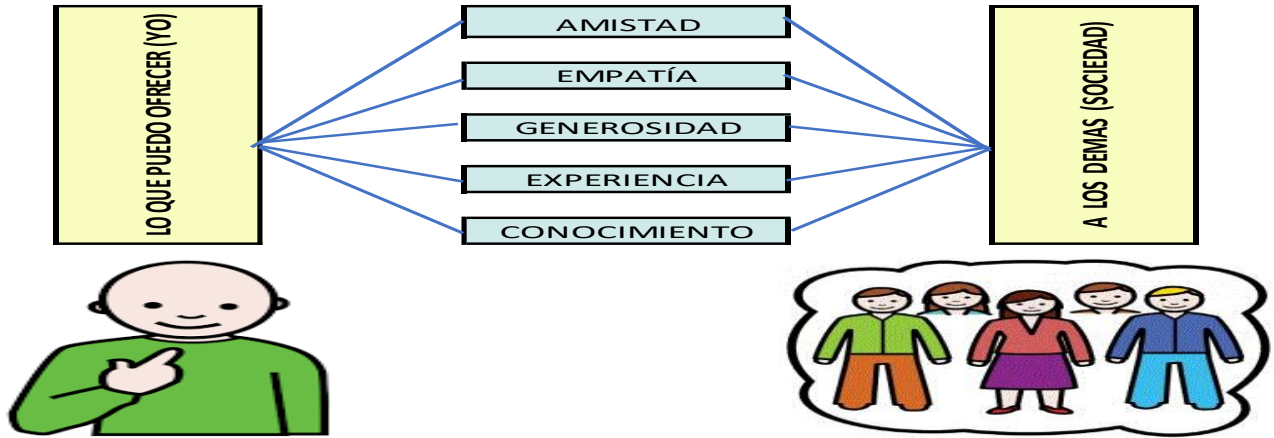 LO QUE PUEDO OFRECER (YO)
AMISTAD
EMPATÍA
GENEROSIDAD
EXPERIENCIA
CONOCIMIENTO
A LOS DEMAS (SOCIEDAD)